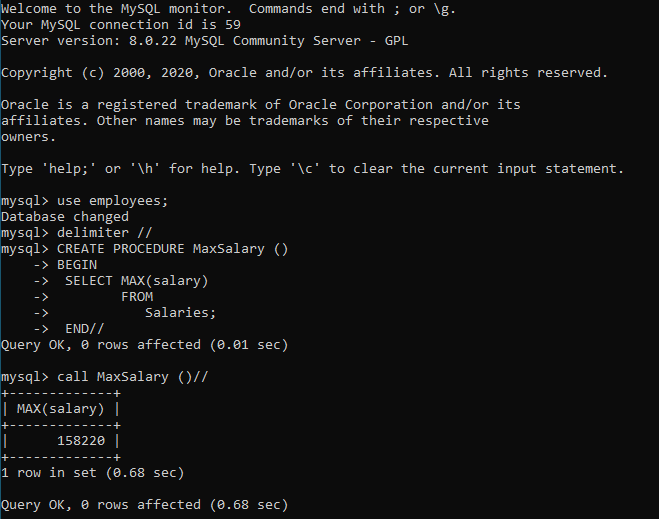 Welcome to the MySQL monitor.  Commands end with ; or \g.
Your MySQL connection id is 59
Server version: 8.0.22 MySQL Community Server - GPL
Copyright (c) 2000, 2020, Oracle and/or its affiliates. All rights reserved.
Oracle is a registered trademark of Oracle Corporation and/or its
affiliates. Other names may be trademarks of their respective
owners.
Type 'help;' or '\h' for help. Type '\c' to clear the current input statement.
mysql> use employees;
Database changed
mysql> delimiter //
mysql> CREATE PROCEDURE MaxSalary ()
    -> BEGIN
    ->  SELECT MAX(salary)
    ->         FROM
    ->            Salaries;
    ->  END//
Query OK, 0 rows affected (0.01 sec)
mysql> call MaxSalary ()//
+-------------+
| MAX(salary) |
+-------------+
|      158220 |
+-------------+
1 row in set (0.68 sec)
Query OK, 0 rows affected (0.68 sec)